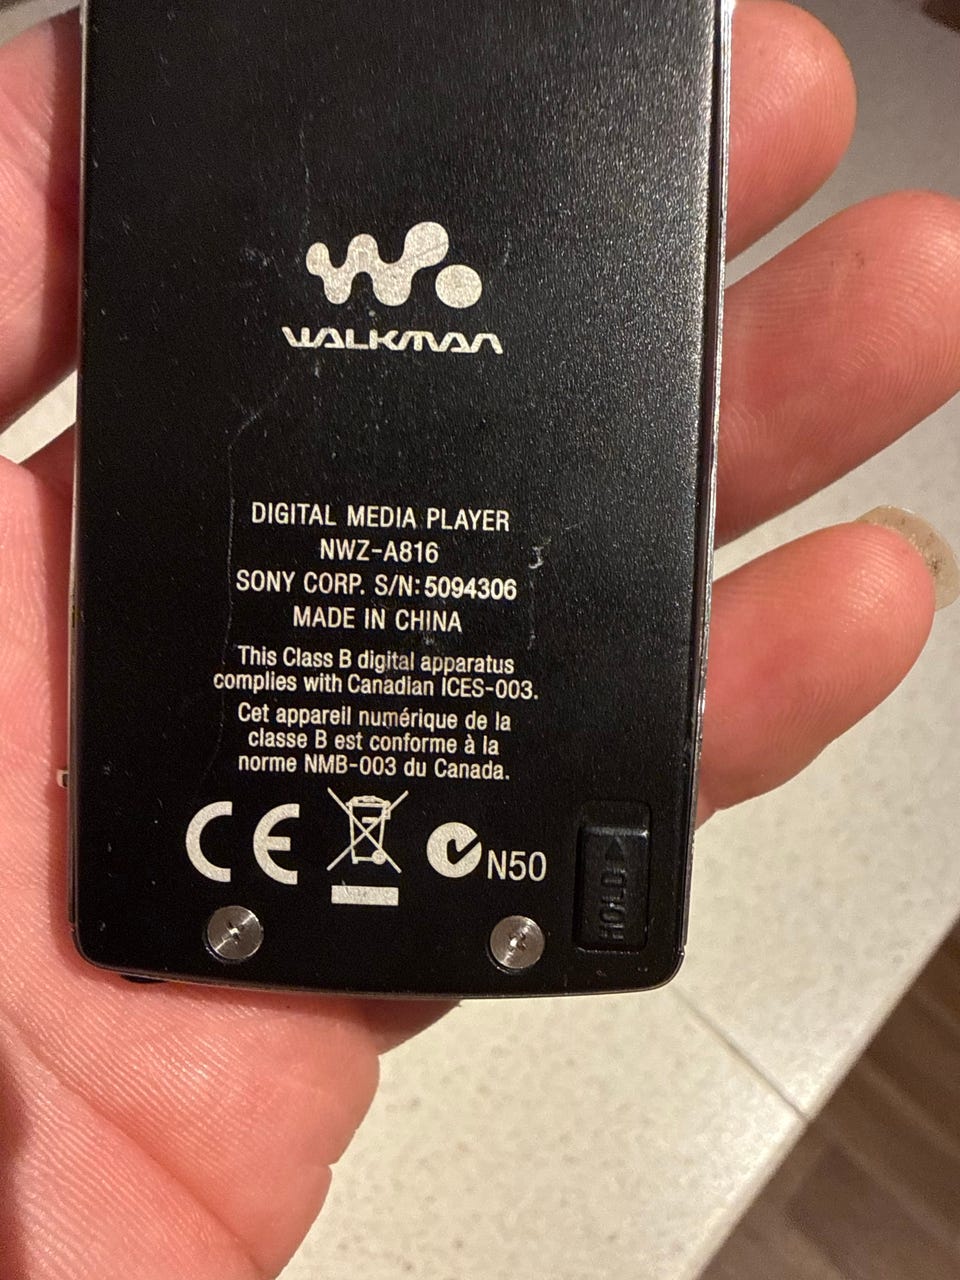 WALKMAN
DIGITAL MEDIA PLAYER
NWZ-A816
SONY CORP. S/N: 5094306
MADE IN CHINA
This Class B digital apparatus
complies with Canadian ICES-003.
Cet appareil numérique de la
classe B est conforme à la
norme NMB-003 du Canada.
CE N50
HOLD